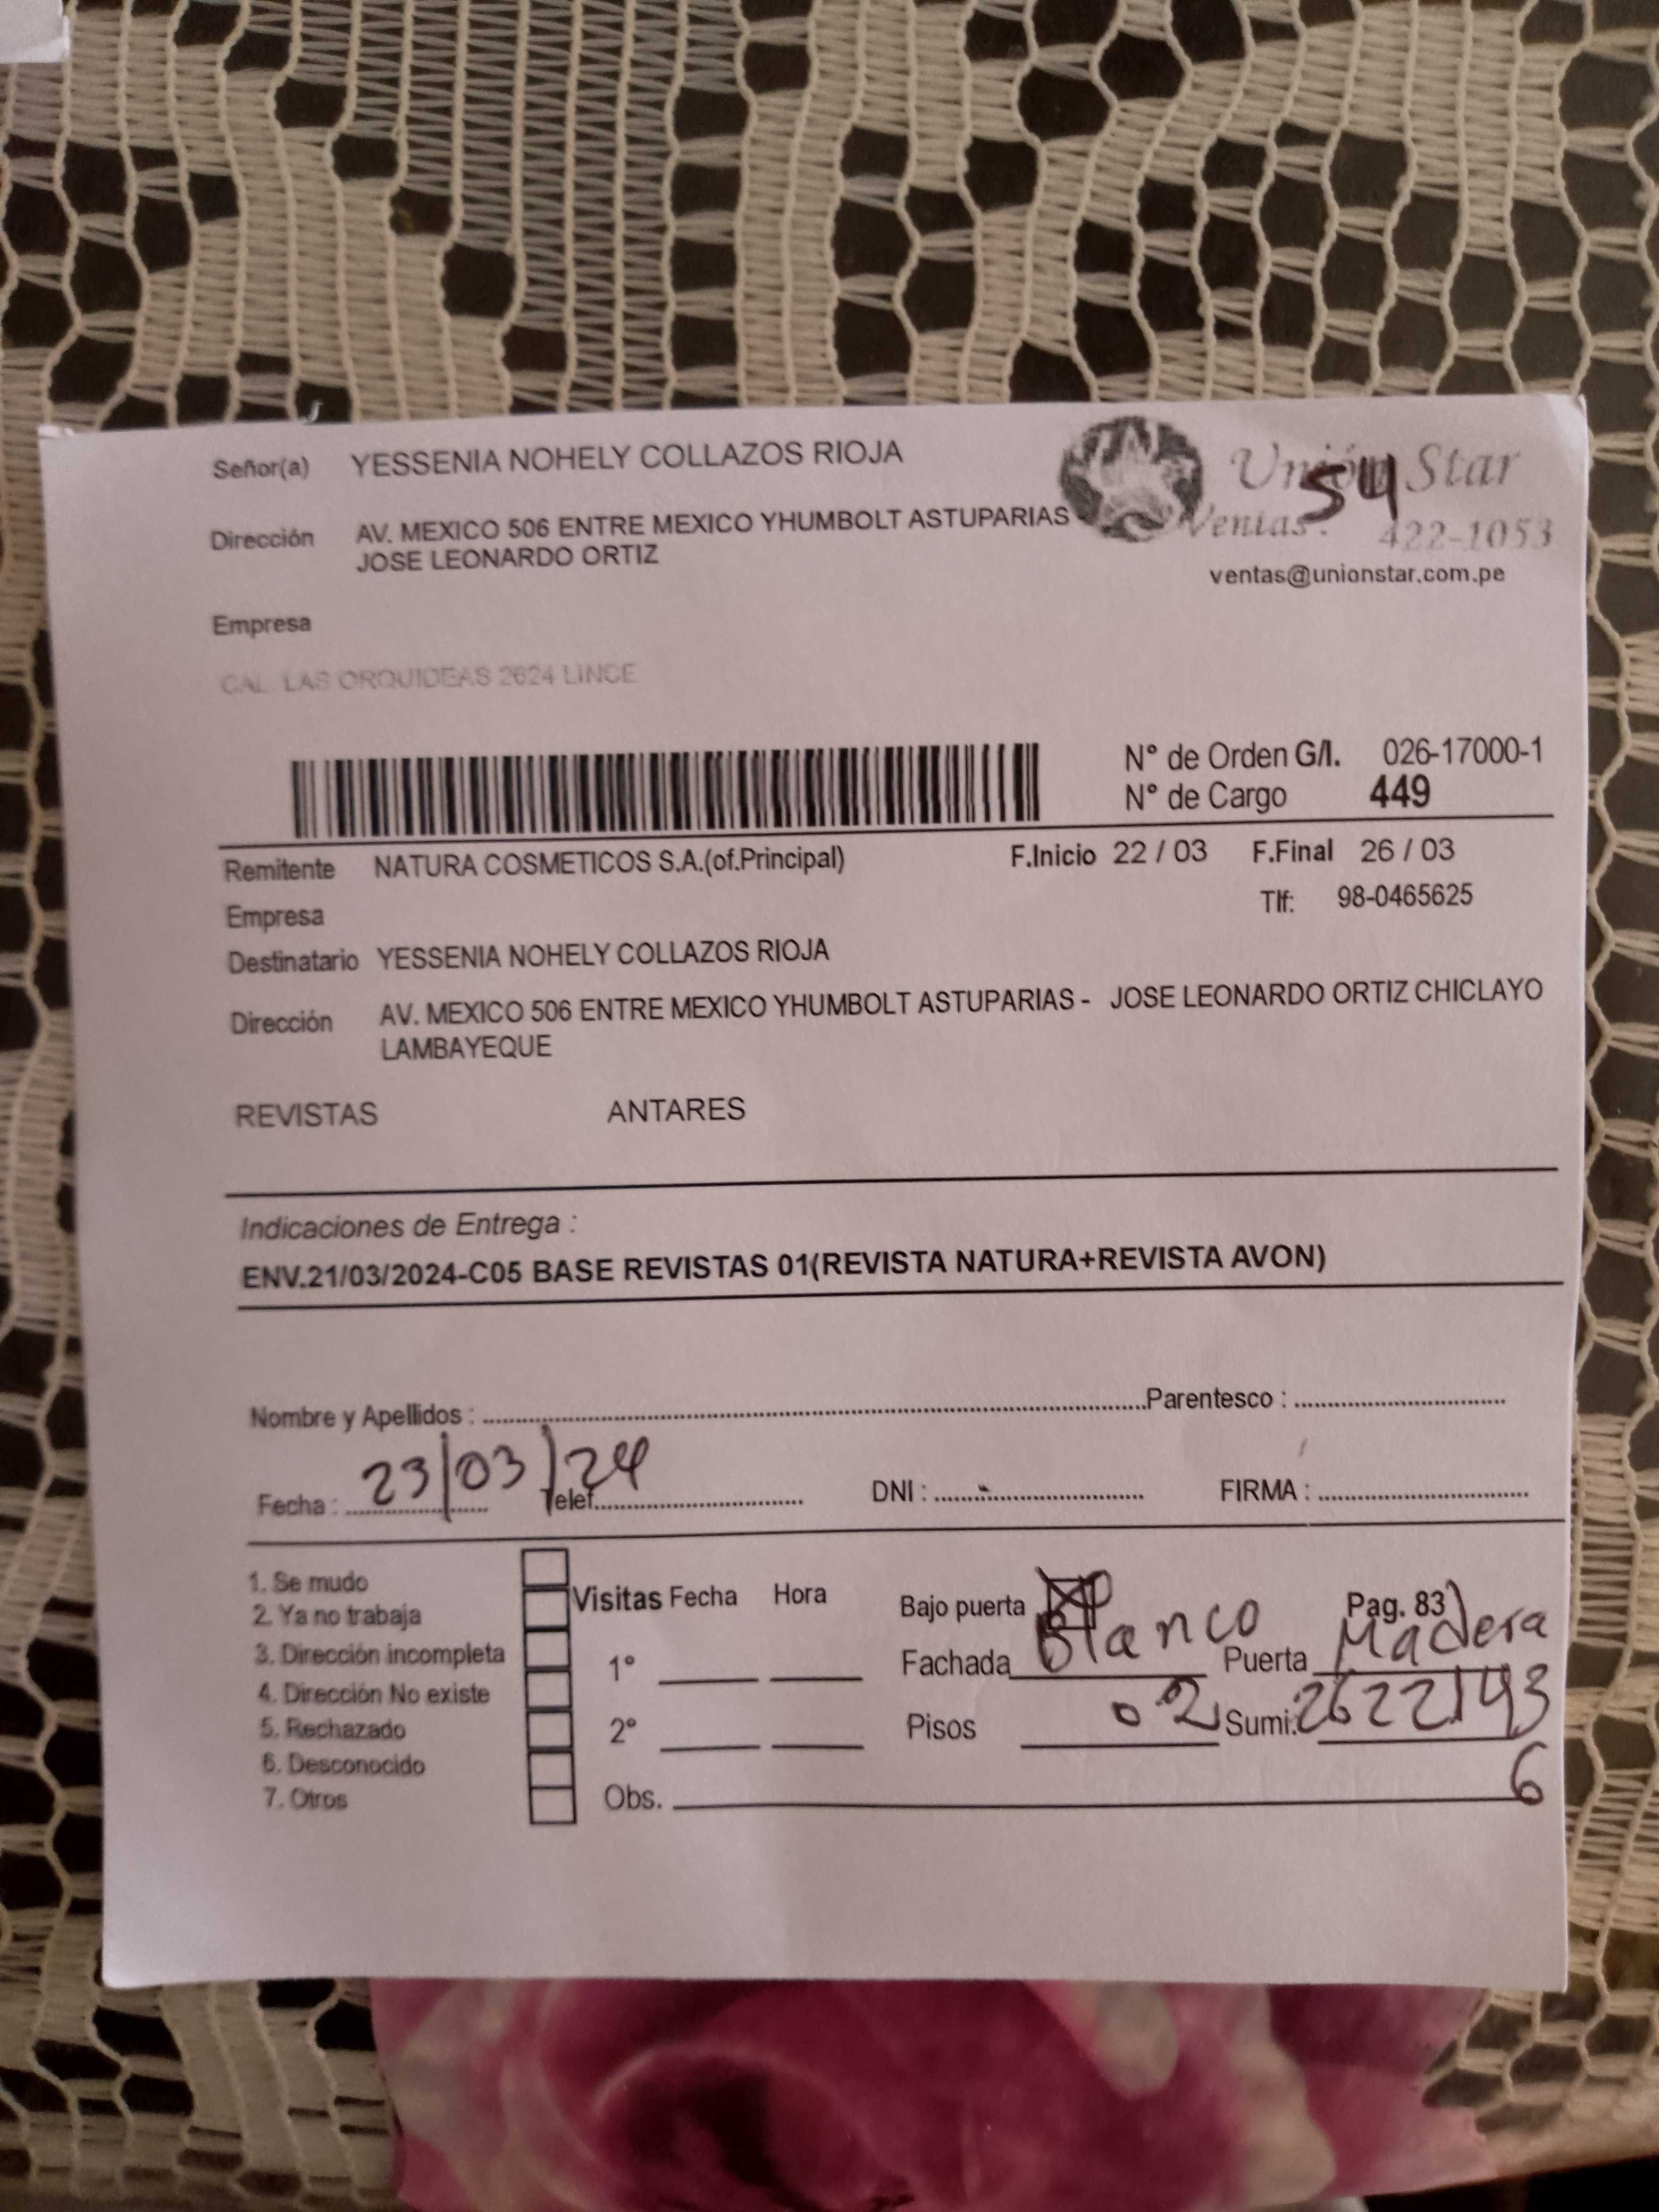 Señor(a) YESSENIA NOHELY COLLAZOS RIOJA
Unión Star
54
Dirección AV. MEXICO 506 ENTRE MEXICO YHUMBOLT ASTUPARIAS -
JOSE LEONARDO ORTIZ
Ventas: 422-1053
ventas@unionstar.com.pe
Empresa
CAL. LAS ORQUIDEAS 2624 LINCE
N° de Orden G/I. 026-17000-1
N° de Cargo 449
Remitente NATURA COSMETICOS S.A.(of.Principal) F.Inicio 22 / 03 F.Final 26 / 03
Empresa Tlf: 98-0465625
Destinatario YESSENIA NOHELY COLLAZOS RIOJA
Dirección AV. MEXICO 506 ENTRE MEXICO YHUMBOLT ASTUPARIAS - JOSE LEONARDO ORTIZ CHICLAYO
LAMBAYEQUE
REVISTAS ANTARES
Indicaciones de Entrega :
ENV.21/03/2024-C05 BASE REVISTAS 01(REVISTA NATURA+REVISTA AVON)
Nombre y Apellidos : Parentesco :
Fecha : 23/03/24 Telef. DNI : FIRMA :
1. Se mudo
2. Ya no trabaja
3. Dirección incompleta
4. Dirección No existe
5. Rechazado
6. Desconocido
7. Otros
Visitas Fecha Hora
1°
2°
Obs.
Bajo puerta Pag. 83
Fachada Blanco Puerta Madera
Pisos 02 Sumi. 2622143
6